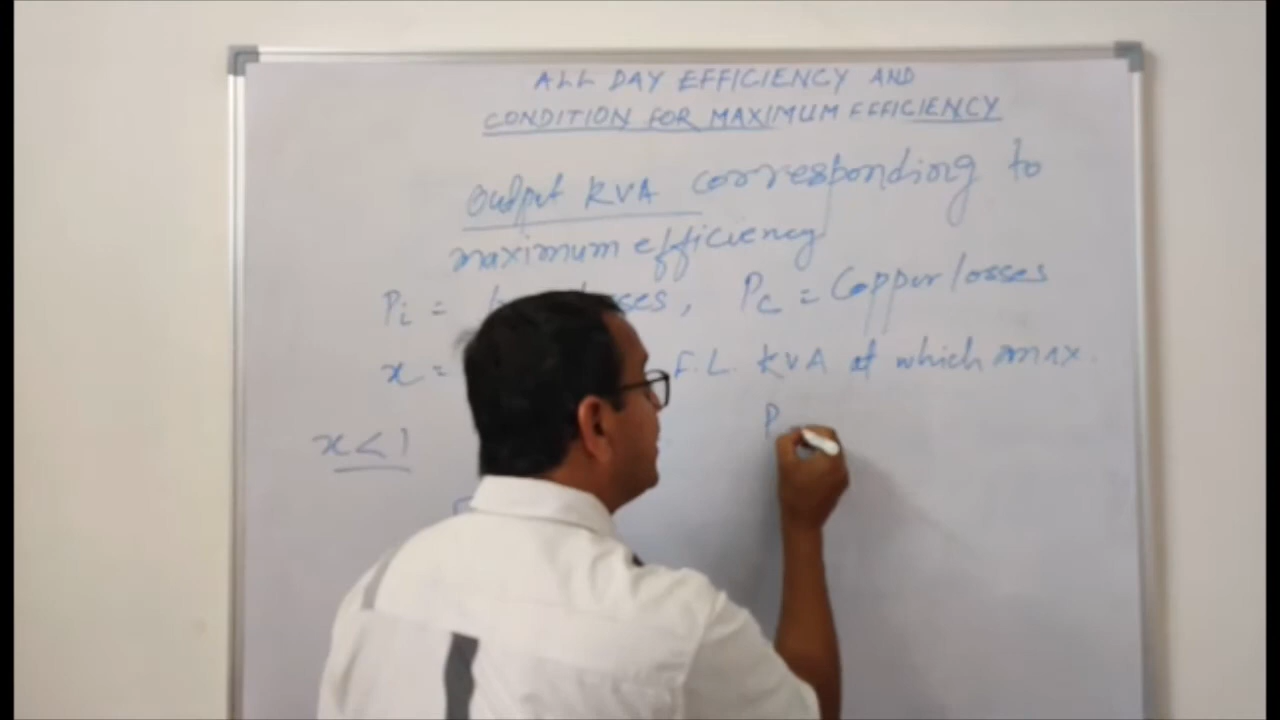 ALL DAY EFFICIENCY AND
CONDITION FOR MAXIMUM EFFICIENCY
Output KVA corresponding to
maximum efficiency
Pi = , Pc = Copper losses
x = F.L. KVA at which max.
P
x < 1